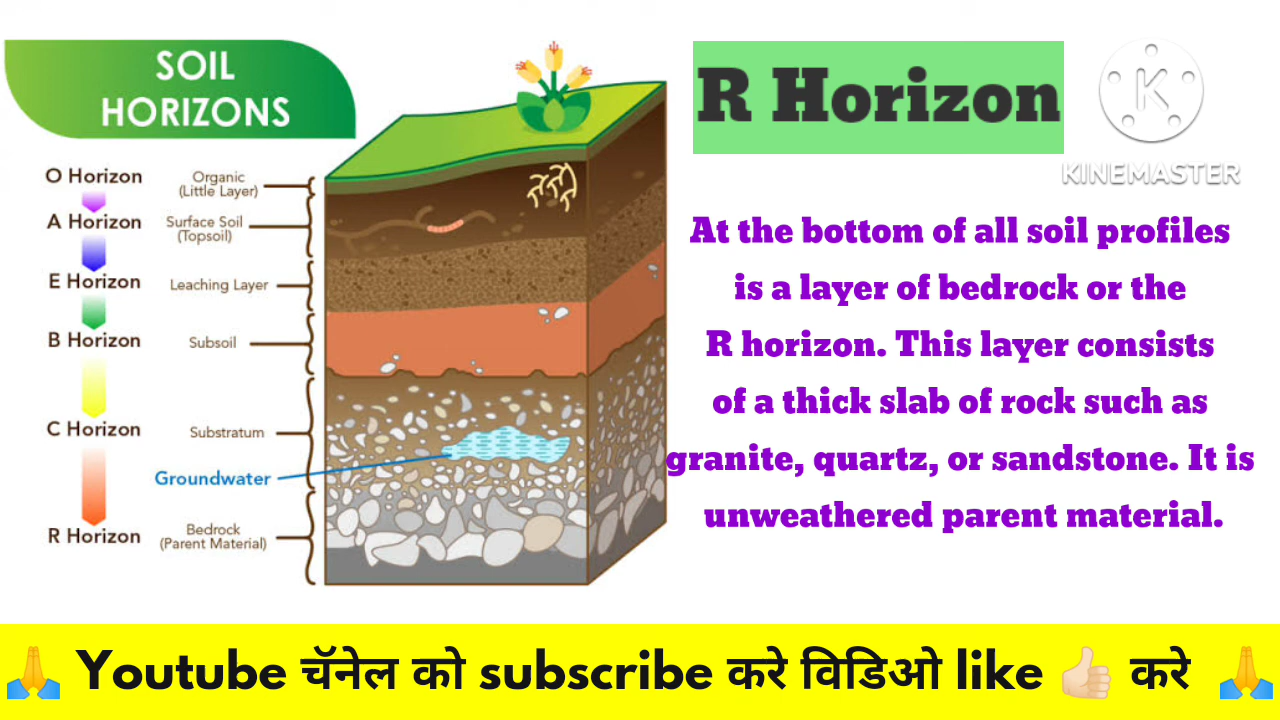 SOIL
HORIZONS
O Horizon
Organic
(Little Layer)
A Horizon
Surface Soil
(Topsoil)
E Horizon
Leaching Layer
B Horizon
Subsoil
C Horizon
Substratum
Groundwater
R Horizon
Bedrock
(Parent Material)
R Horizon
K
KINEMASTER
At the bottom of all soil profiles
is a layer of bedrock or the
R horizon. This layer consists
of a thick slab of rock such as
granite, quartz, or sandstone. It is
unweathered parent material.
🙏 Youtube चॅनेल को subscribe करे विडिओ like 👍🏻 करे 🙏